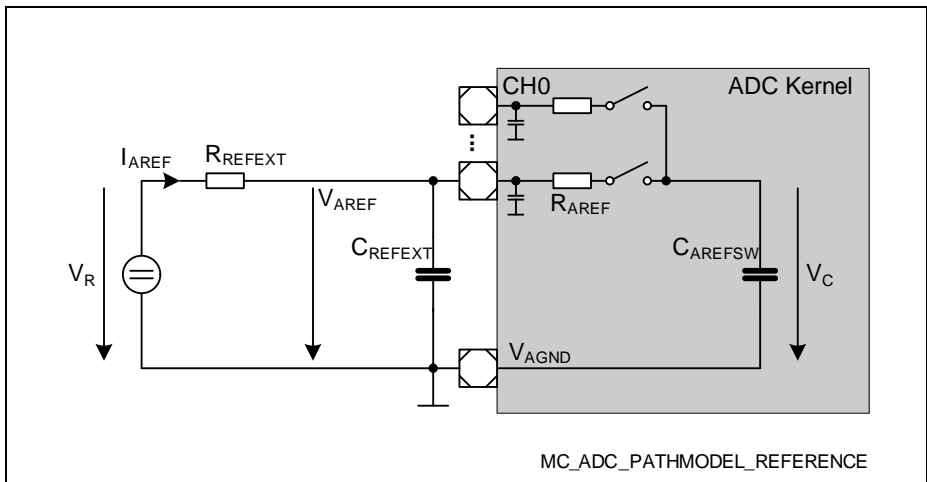 CH0
ADC Kernel
...
I_AREF
R_REFEXT
V_AREF
R_AREF
C_REFEXT
C_AREFSW
V_R
V_C
V_AGND
MC_ADC_PATHMODEL_REFERENCE